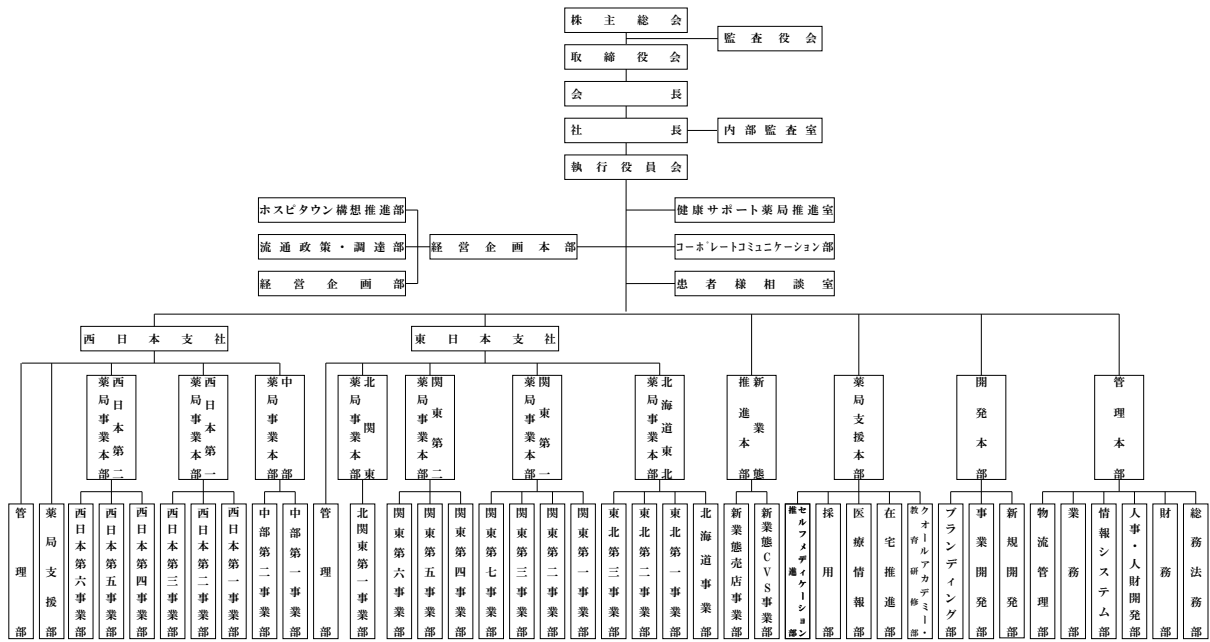 株主総会
監査役会
取締役会
会長
社長
内部監査室
執行役員会
ホスピタウン構想推進部
健康サポート薬局推進室
流通政策・調達部
経営企画本部
コーポレートコミュニケーション部
経営企画部
患者様相談室
西日本支社
東日本支社
西日本第二
薬局事業本部
西日本第一
薬局事業本部
中部
薬局事業本部
北関東
薬局事業本部
関東第二
薬局事業本部
関東第一
薬局事業本部
北海道東北
薬局事業本部
新業態
推進本部
薬局支援本部
開発本部
管理本部
管理部
薬局支援部
西日本第六事業部
西日本第五事業部
西日本第四事業部
西日本第三事業部
西日本第二事業部
西日本第一事業部
中部第二事業部
中部第一事業部
管理部
北関東第一事業部
関東第六事業部
関東第五事業部
関東第四事業部
関東第七事業部
関東第三事業部
関東第二事業部
関東第一事業部
東北第三事業部
東北第二事業部
東北第一事業部
北海道事業部
新業態売店事業部
新業態CVS事業部
セルフメディケーション
推進部
採用部
医療情報部
在宅推進部
クオールアカデミー・
教育研修部
ブランディング部
事業開発部
新規開発部
物流管理部
業務部
情報システム部
人事・人財開発部
財務部
総務法務部